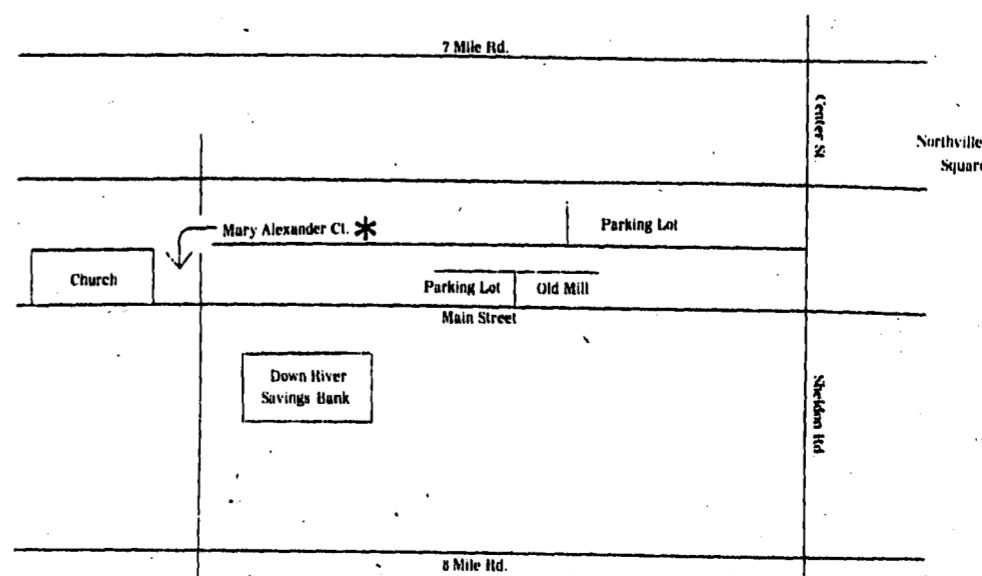 7 Mile Rd.
Center St.
Northville
Square
Mary Alexander Ct. *
Parking Lot
Church
Parking Lot
Old Mill
Main Street
Down River
Savings Bank
Sheldon Rd.
8 Mile Rd.